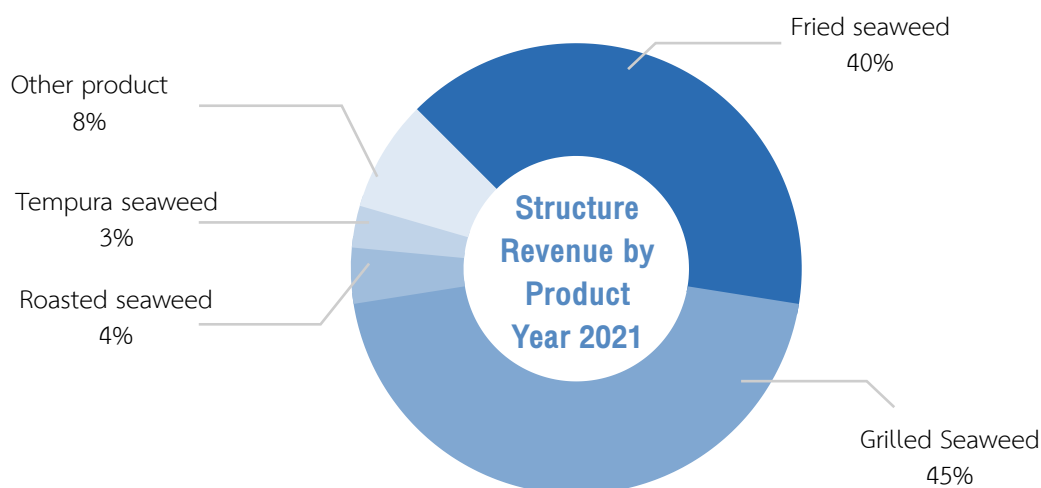 Fried seaweed
40%
Other product
8%
Tempura seaweed
3%
Roasted seaweed
4%
Structure
Revenue by
Product
Year 2021
Grilled Seaweed
45%